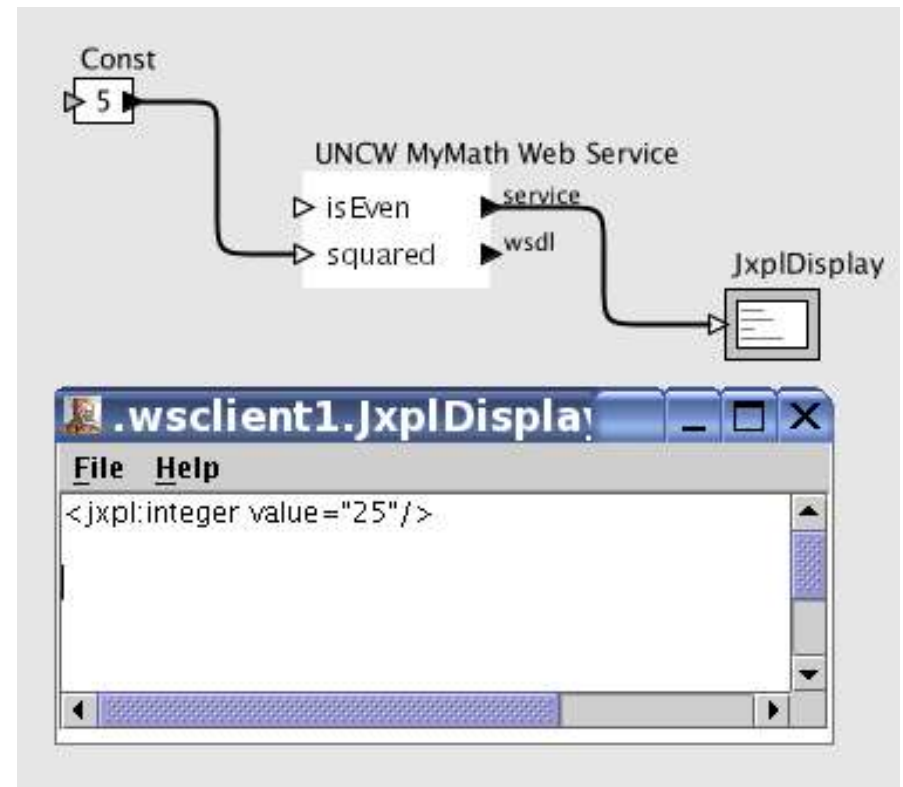 Const
5
UNCW MyMath Web Service
isEven
service
squared
wsdl
JxplDisplay
.wsclient1.JxplDisplay
File Help
<jxpl:integer value="25"/>